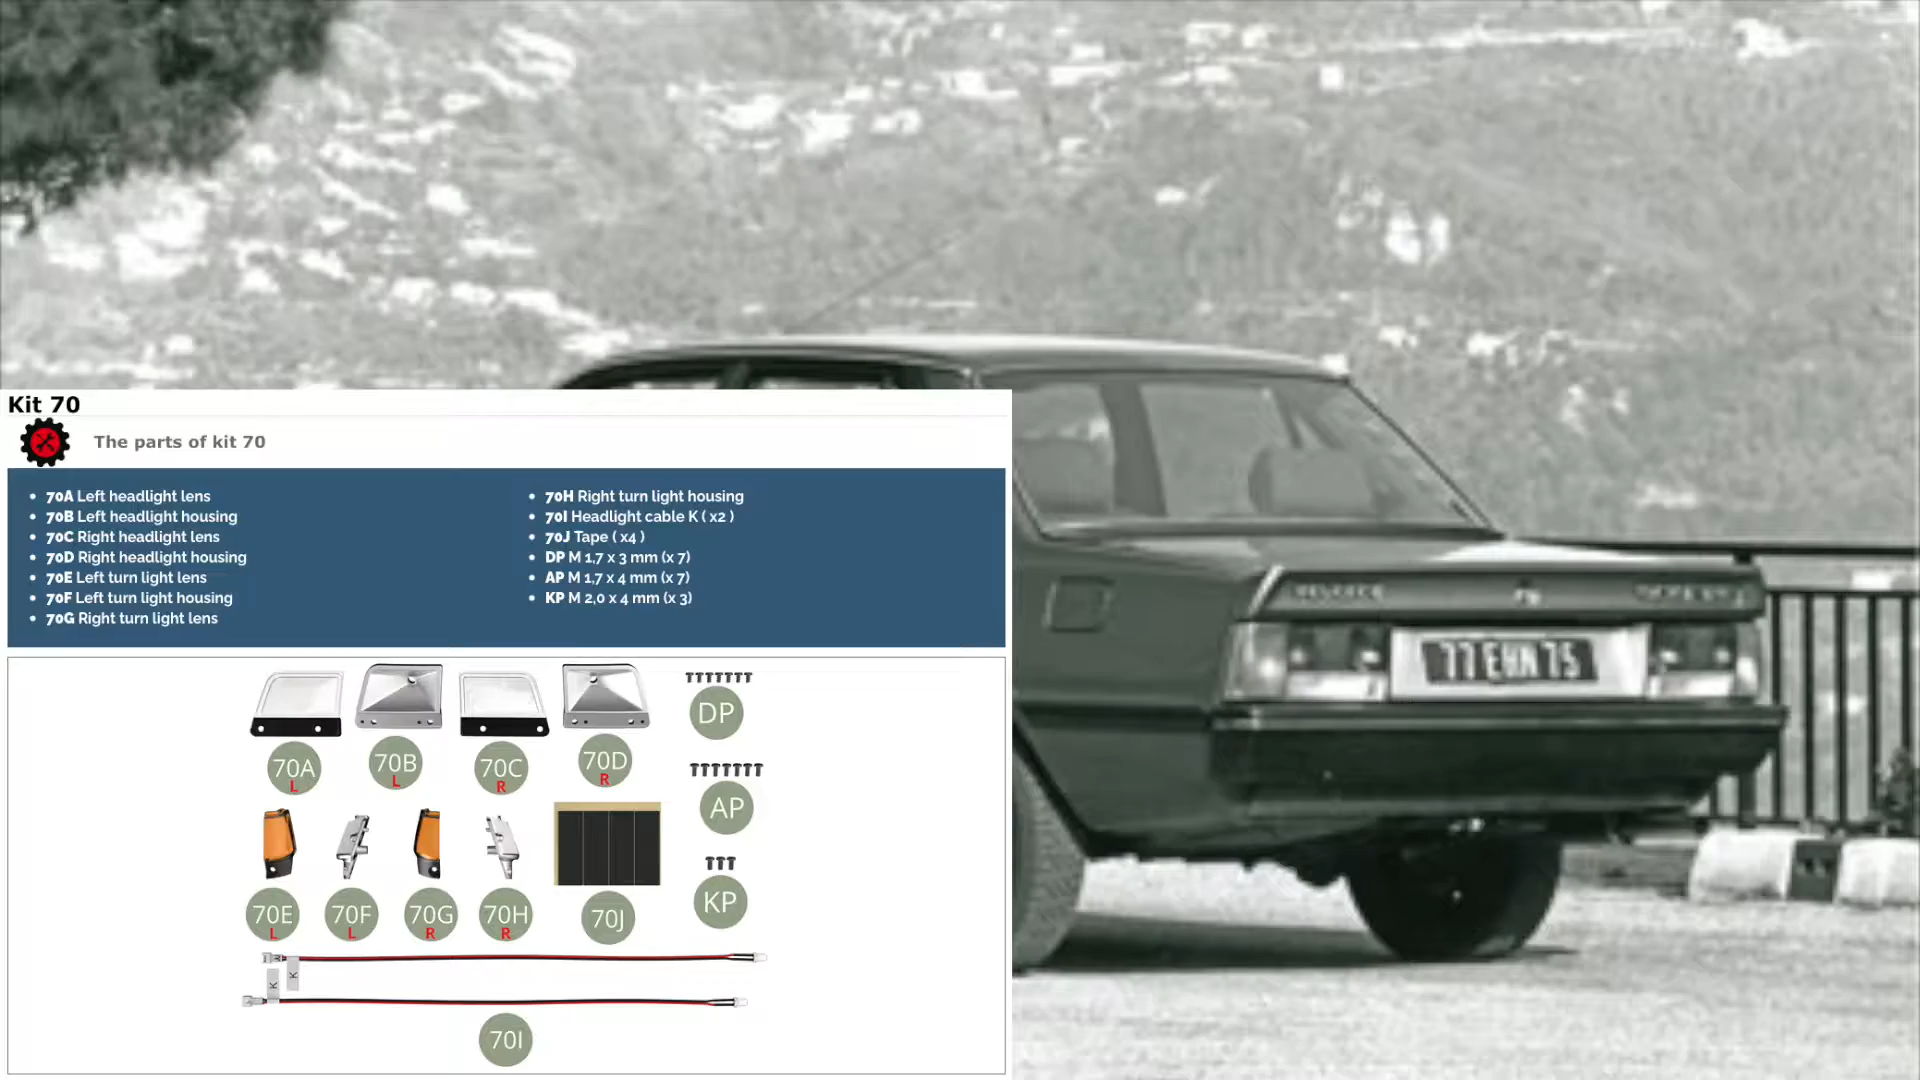 Kit 70
The parts of kit 70
70A Left headlight lens
70B Left headlight housing
70C Right headlight lens
70D Right headlight housing
70E Left turn light lens
70F Left turn light housing
70G Right turn light lens
70H Right turn light housing
70I Headlight cable K ( x2 )
70J Tape ( x4 )
DP M 1,7 x 3 mm (x 7)
AP M 1,7 x 4 mm (x 7)
KP M 2,0 x 4 mm (x 3)
70A
L
70B
L
70C
R
70D
R
DP
AP
70E
L
70F
L
70G
R
70H
R
70J
KP
K
K
70I
PEUGEOT
77 EHN 75